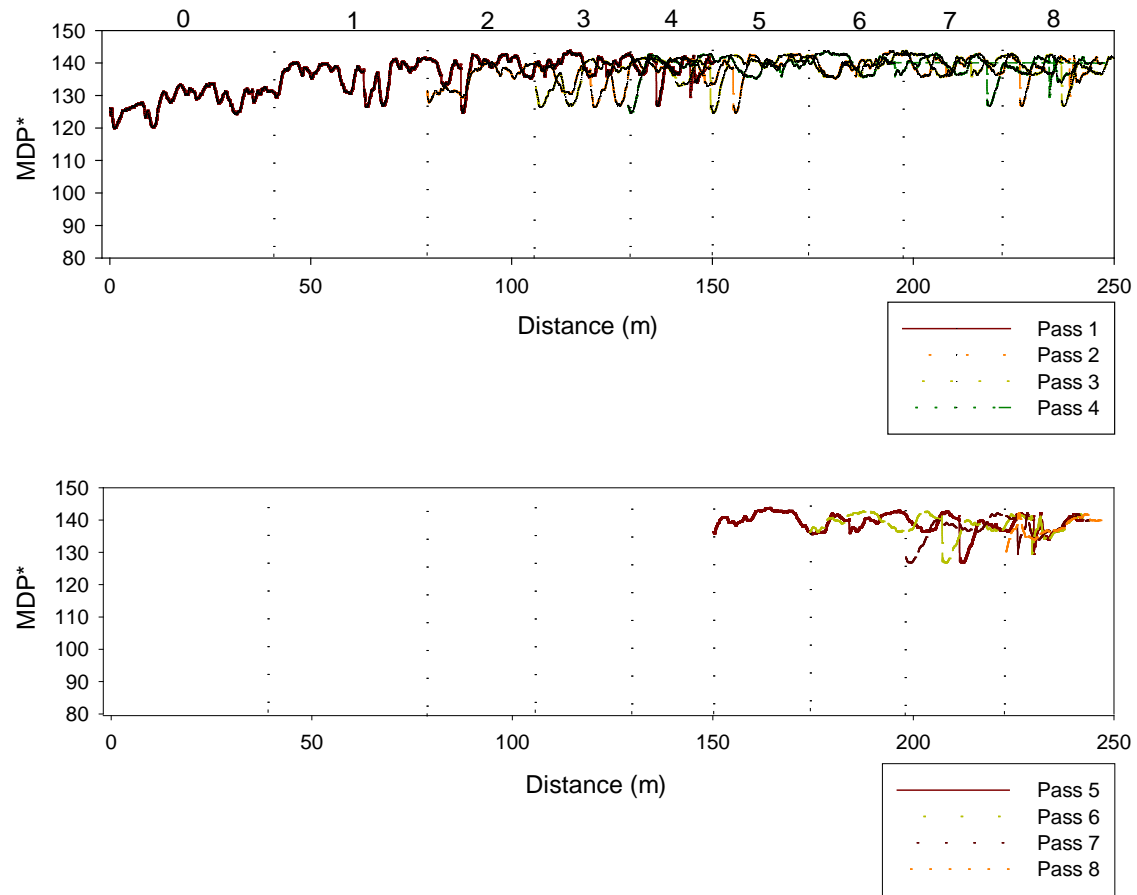 0 1 2 3 4 5 6 7 8
150
140
130
120
110
100
90
80
MDP*
0 50 100 150 200 250
Distance (m)
Pass 1
Pass 2
Pass 3
Pass 4
150
140
130
120
110
100
90
80
MDP*
0 50 100 150 200 250
Distance (m)
Pass 5
Pass 6
Pass 7
Pass 8